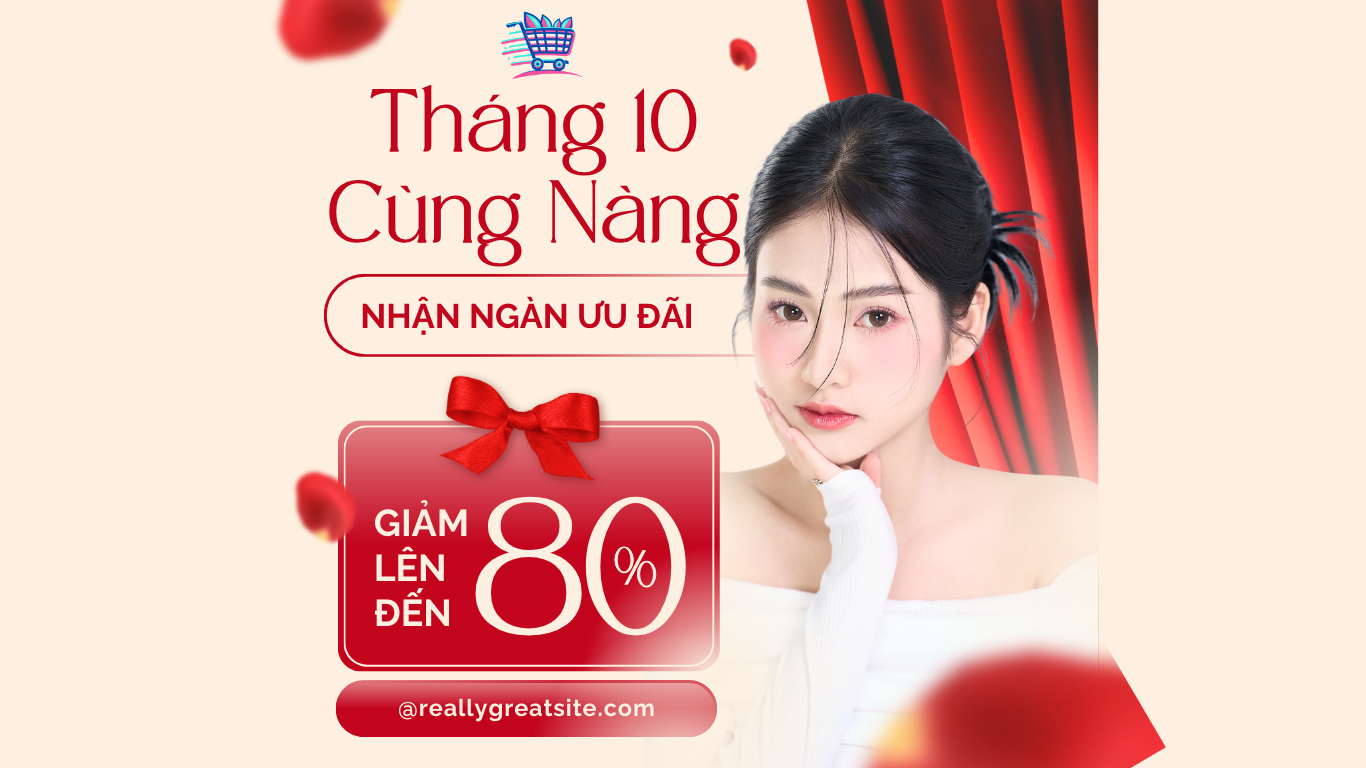 Tháng 10
Cùng Nàng
NHẬN NGÀN ƯU ĐÃI
GIẢM
LÊN
ĐẾN
80%
@reallygreatsite.com